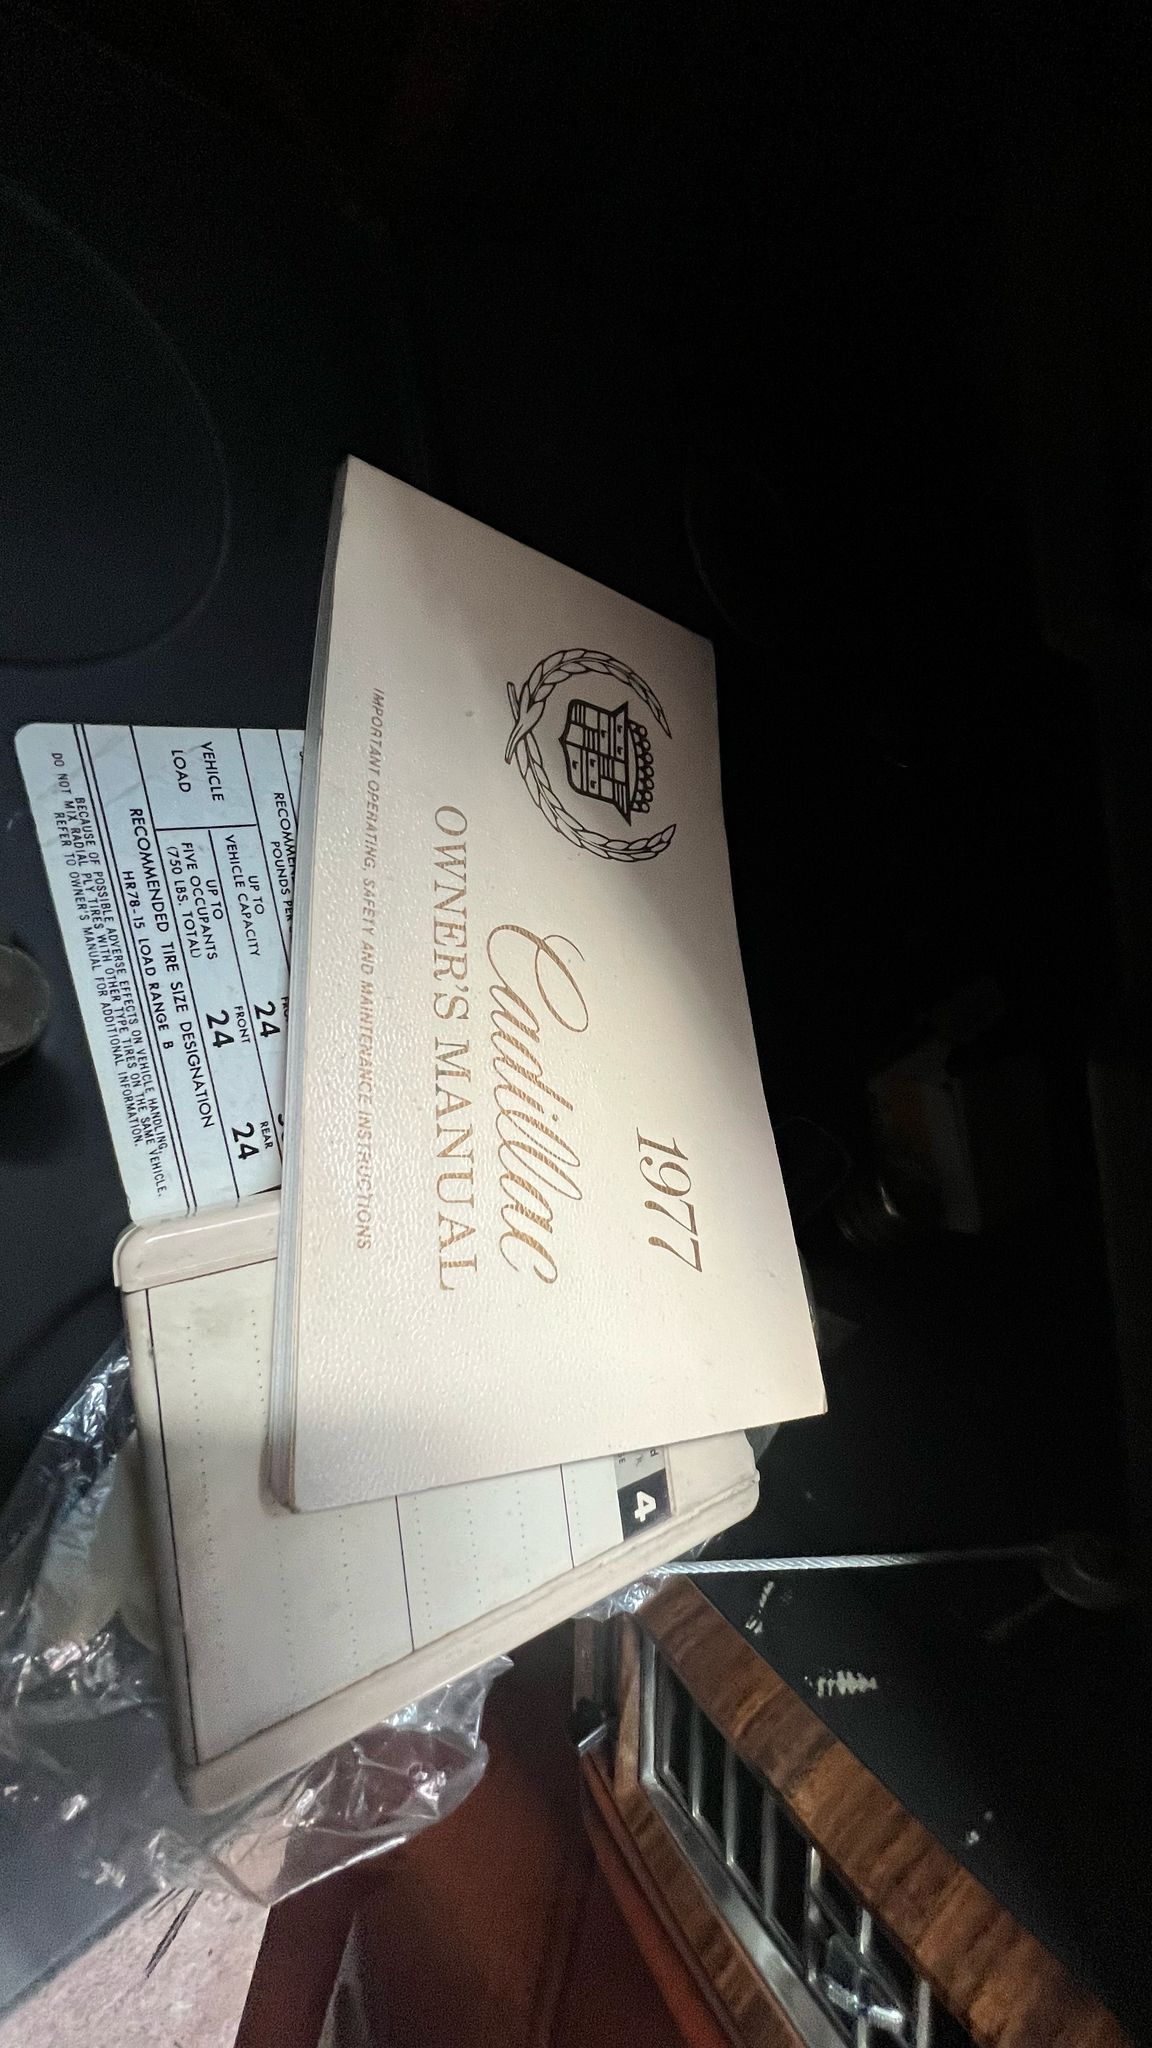 1977
Cadillac
OWNER'S MANUAL
IMPORTANT OPERATING, SAFETY AND MAINTENANCE INSTRUCTIONS
POUNDS PER
VEHICLE LOAD
UP TO VEHICLE CAPACITY
24
UP TO FIVE OCCUPANTS (750 LBS. TOTAL)
FRONT 24
REAR 24
RECOMMENDED TIRE SIZE DESIGNATION
HR78-15 LOAD RANGE B
BECAUSE OF POSSIBLE ADVERSE EFFECTS ON VEHICLE HANDLING,
DO NOT MIX RADIAL PLY TIRES WITH OTHER TYPE TIRES ON THE SAME VEHICLE.
REFER TO OWNER'S MANUAL FOR ADDITIONAL INFORMATION.
4